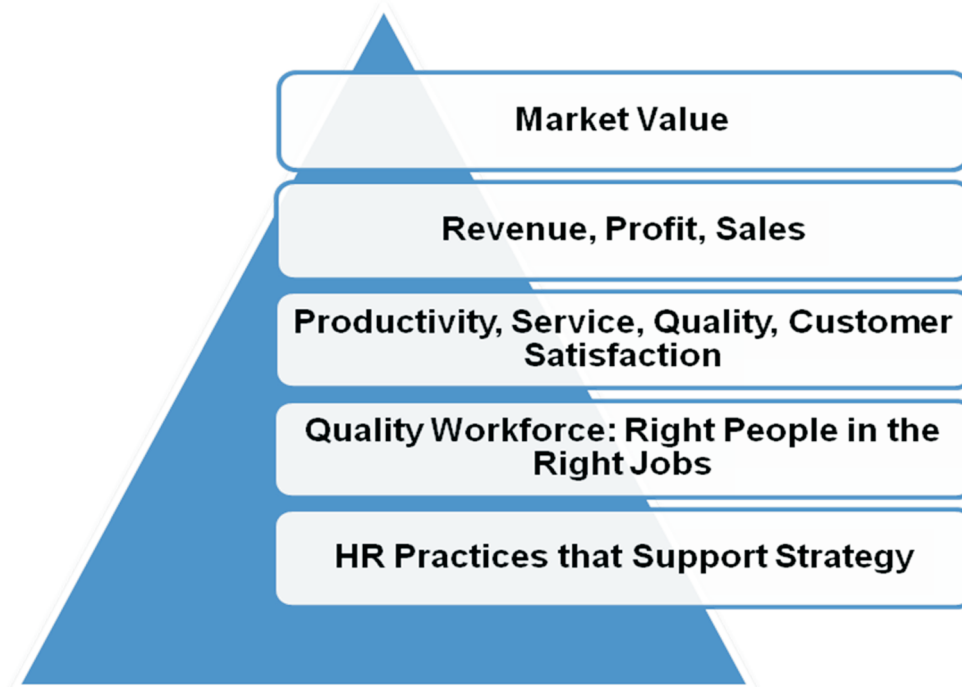 Market Value
Revenue, Profit, Sales
Productivity, Service, Quality, Customer
Satisfaction
Quality Workforce: Right People in the
Right Jobs
HR Practices that Support Strategy